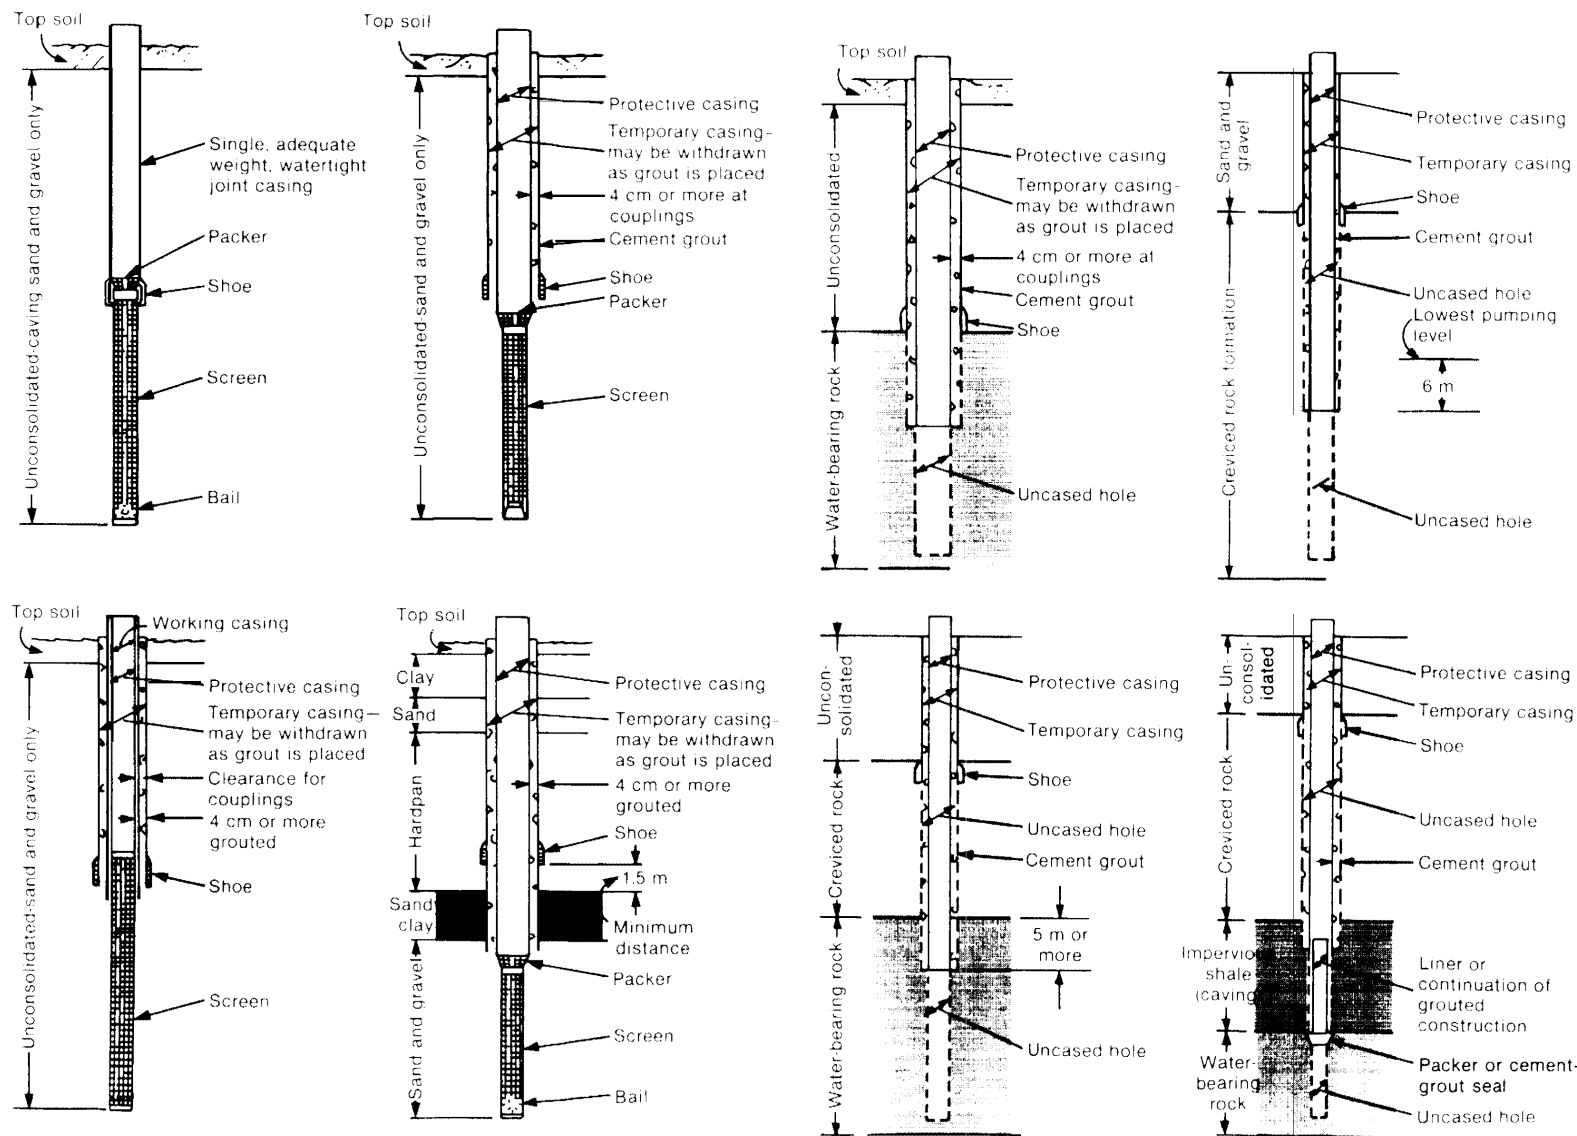 Top soil
Unconsolidated-caving sand and gravel only
Single, adequate
weight, watertight
joint casing
Packer
Shoe
Screen
Bail
Top soil
Unconsolidated-sand and gravel only
Protective casing
Temporary casing-
may be withdrawn
as grout is placed
4 cm or more at
couplings
Cement grout
Shoe
Packer
Screen
Top soil
Unconsolidated
Water-bearing rock
Protective casing
Temporary casing-
may be withdrawn
as grout is placed
4 cm or more at
couplings
Cement grout
Shoe
Uncased hole
Sand and
gravel
Creviced rock formation
Protective casing
Temporary casing
Shoe
Cement grout
Uncased hole
Lowest pumping
level
6 m
Uncased hole
Top soil
Unconsolidated-sand and gravel only
Working casing
Protective casing
Temporary casing—
may be withdrawn
as grout is placed
Clearance for
couplings
4 cm or more
grouted
Shoe
Screen
Top soil
Clay
Sand
Hardpan
Sand
clay
Sand and gravel
Protective casing
Temporary casing-
may be withdrawn
as grout is placed
4 cm or more
grouted
Shoe
1.5 m
Minimum
distance
Packer
Screen
Bail
Uncon-
solidated
Creviced rock
Water-bearing rock
Protective casing
Temporary casing
Shoe
Uncased hole
Cement grout
5 m or
more
Uncased hole
Un-
consol-
idated
Creviced rock
Impervious
shale
(caving)
Water-
bearing
rock
Protective casing
Temporary casing
Shoe
Uncased hole
Cement grout
Liner or
continuation of
grouted
construction
Packer or cement-
grout seal
Uncased hole